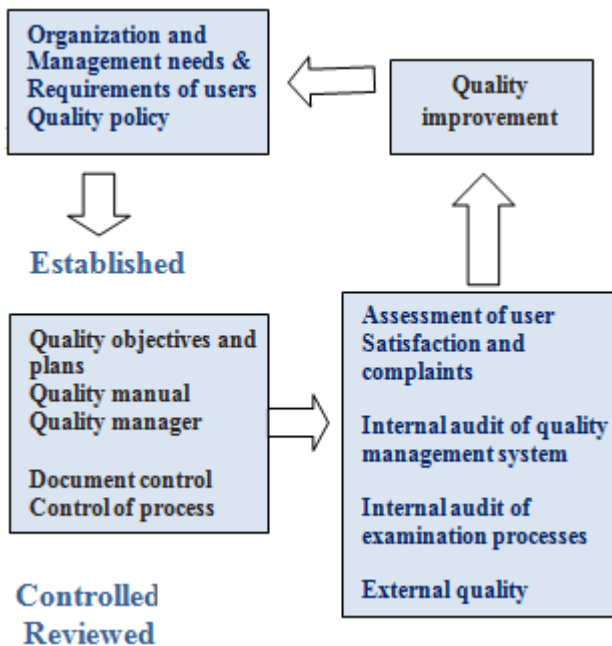 Organization and
Management needs &
Requirements of users
Quality policy
Quality
improvement
Established
Quality objectives and
plans
Quality manual
Quality manager
Document control
Control of process
Assessment of user
Satisfaction and
complaints
Internal audit of quality
management system
Internal audit of
examination processes
External quality
Controlled
Reviewed